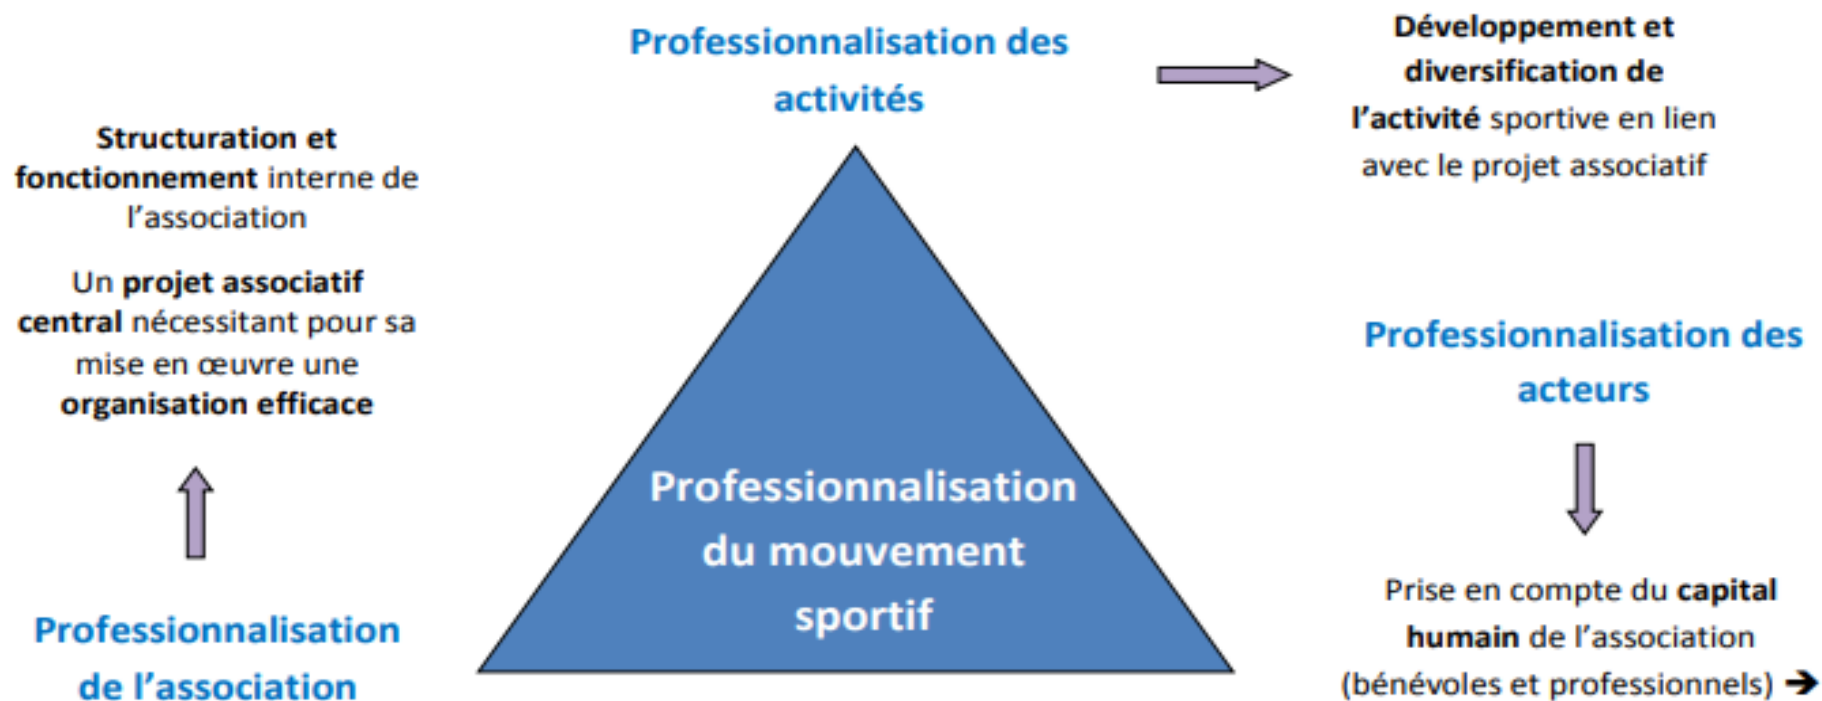 Professionnalisation des
activités
Développement et
diversification de
l’activité sportive en lien
avec le projet associatif
Structuration et
fonctionnement interne de
l’association
Un projet associatif
central nécessitant pour sa
mise en œuvre une
organisation efficace
Professionnalisation
de l’association
Professionnalisation
du mouvement
sportif
Professionnalisation des
acteurs
Prise en compte du capital
humain de l’association
(bénévoles et professionnels) ➔